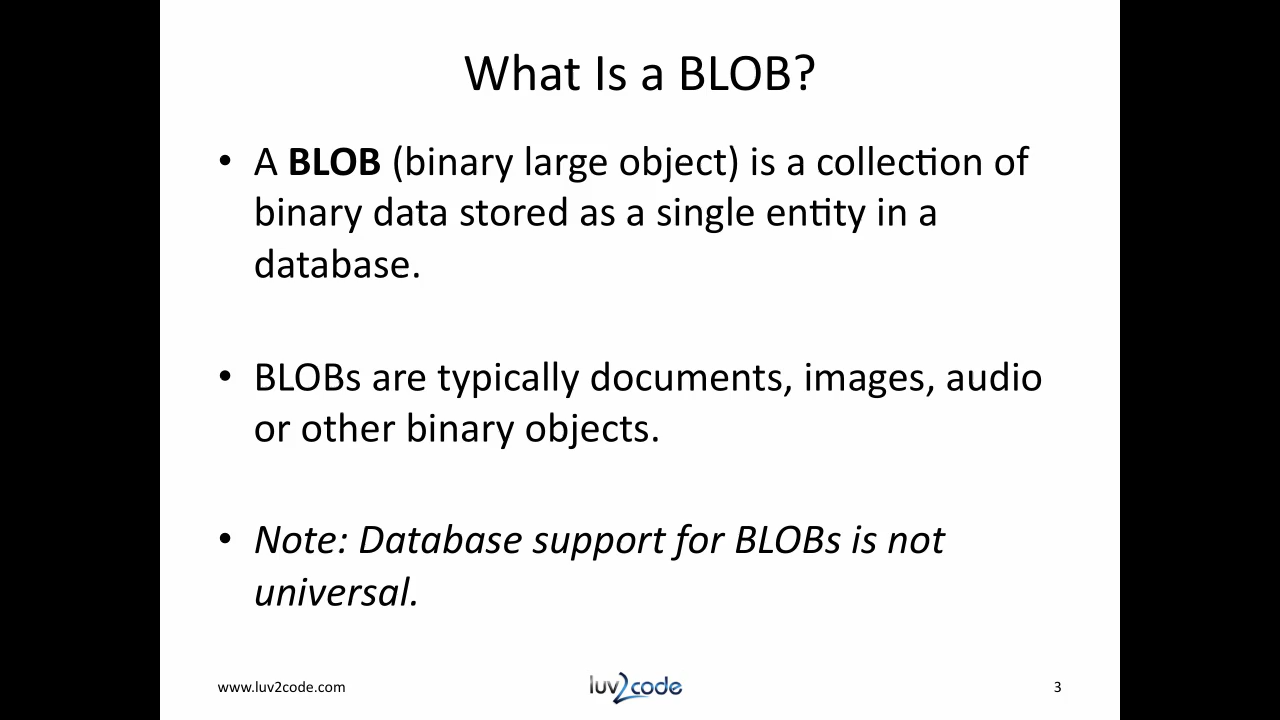 What Is a BLOB?
• A BLOB (binary large object) is a collection of
binary data stored as a single entity in a
database.
• BLOBs are typically documents, images, audio
or other binary objects.
• Note: Database support for BLOBs is not
universal.
www.luv2code.com
luv2code
3